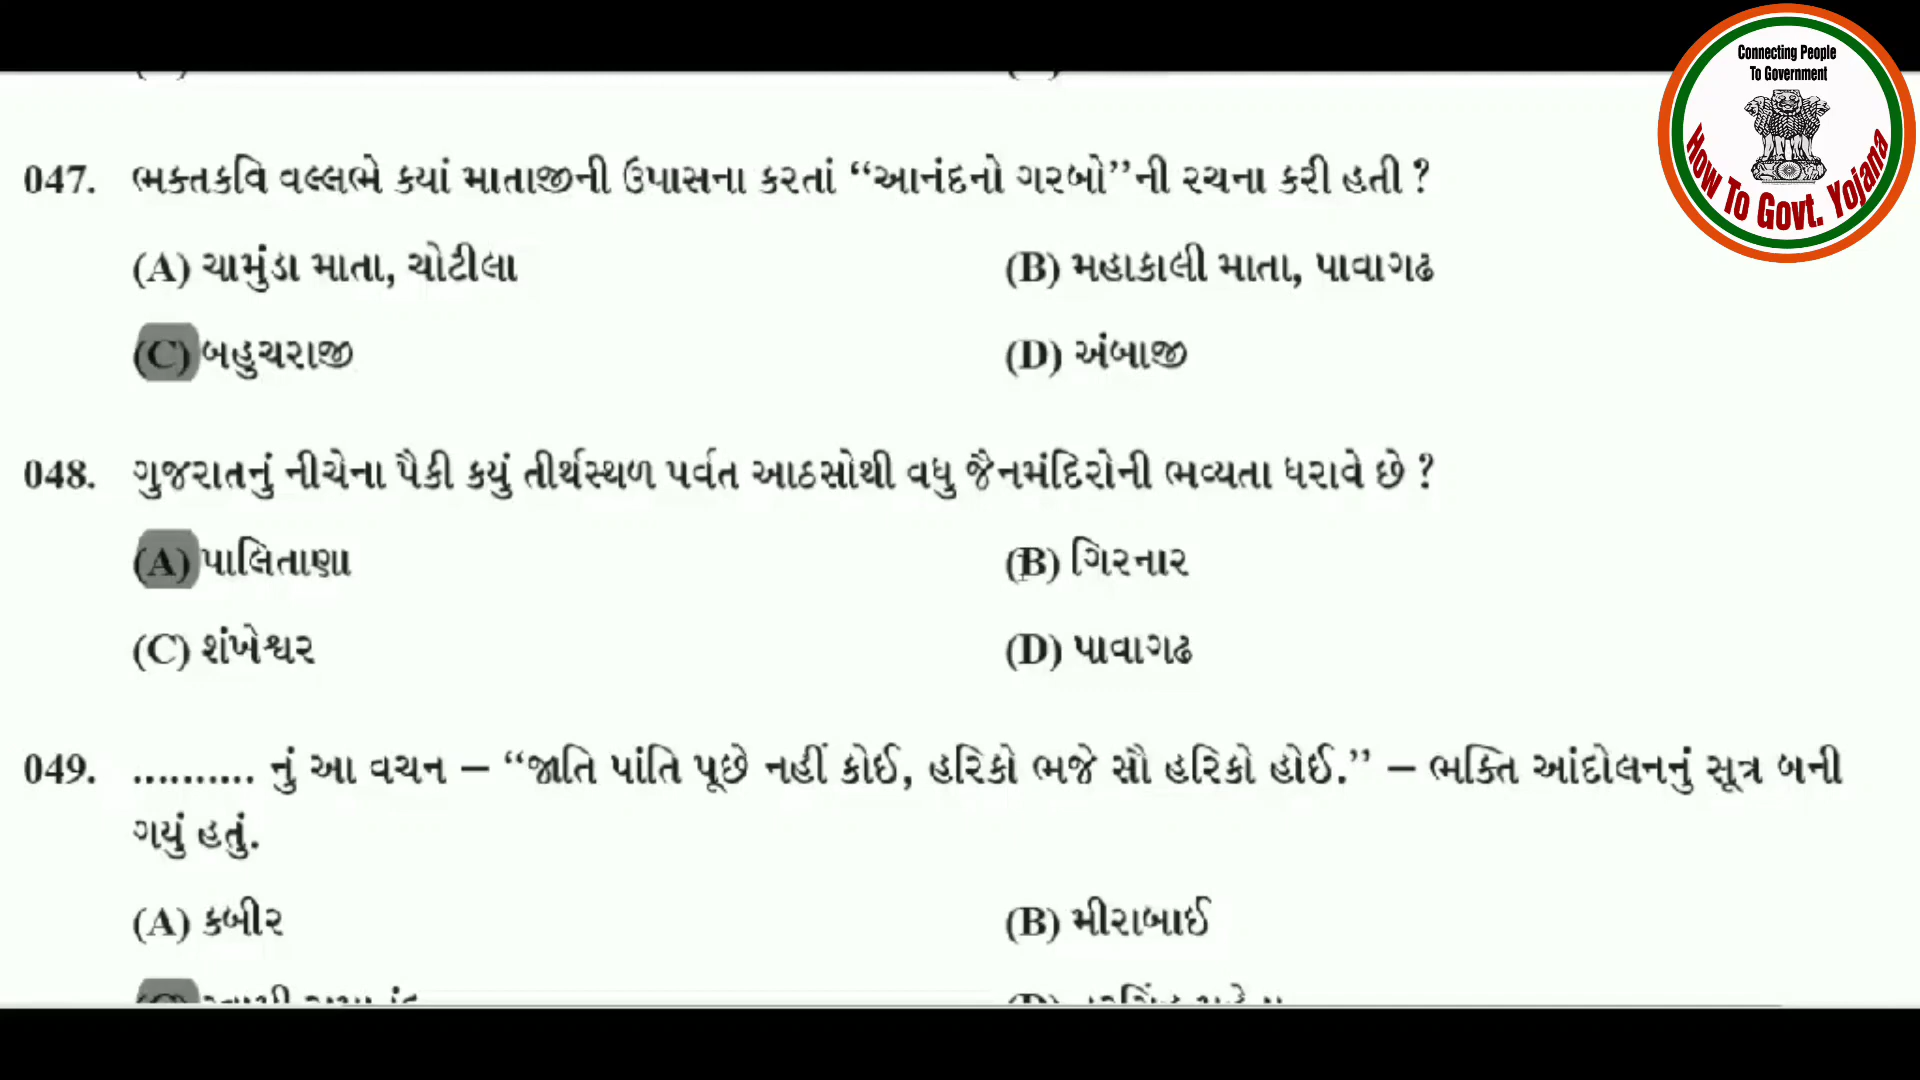 Connecting People
To Government
How To Govt. Yojana
047. ભક્તકવિ વલ્લભે કયાં માતાજીની ઉપાસના કરતાં “આનંદનો ગરબો”ની રચના કરી હતી ?
(A) ચામુંડા માતા, ચોટીલા (B) મહાકાલી માતા, પાવાગઢ
(C) બહુચરાજી (D) અંબાજી
048. ગુજરાતનું નીચેના પૈકી કયું તીર્થસ્થળ પર્વત આઠસોથી વધુ જૈનમંદિરોની ભવ્યતા ધરાવે છે ?
(A) પાલિતાણા (B) ગિરનાર
(C) શંખેશ્વર (D) પાવાગઢ
049. .......... નું આ વચન – “જાતિ પાંતિ પૂછે નહીં કોઈ, હરિકો ભજે સૌ હરિકો હોઈ.” – ભક્તિ આંદોલનનું સૂત્ર બની
ગયું હતું.
(A) કબીર (B) મીરાબાઈ